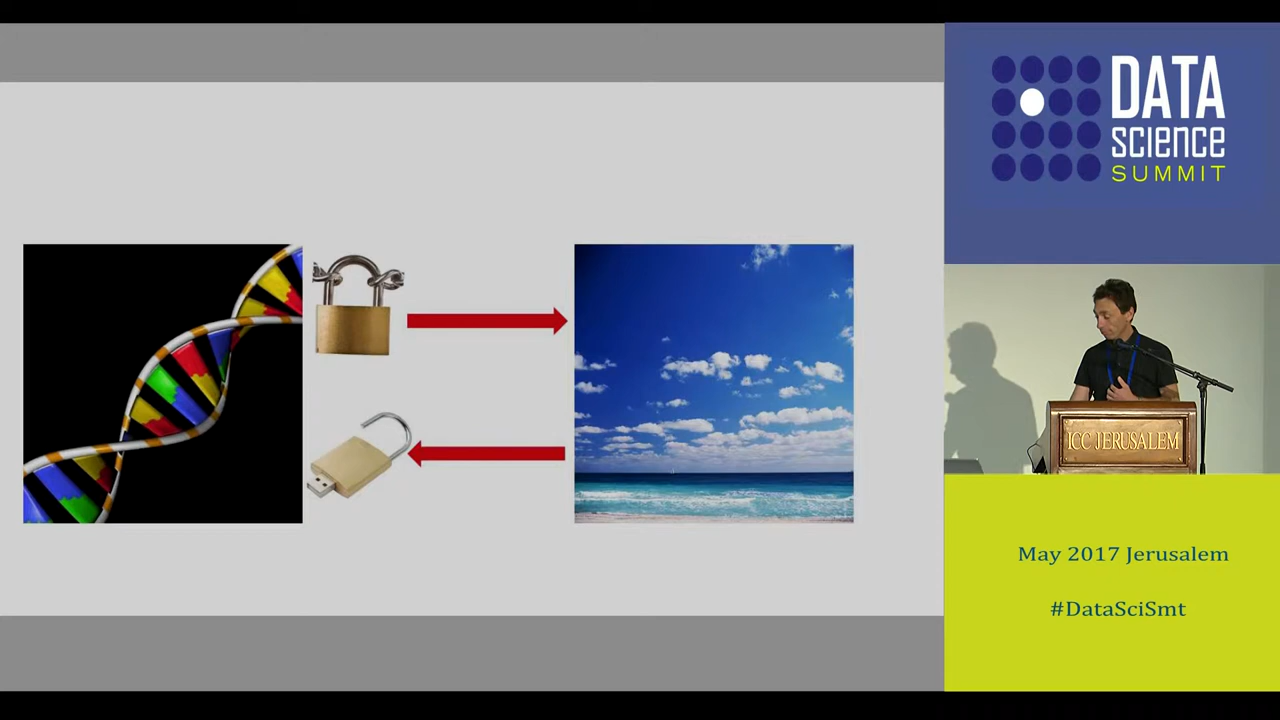 DATA
science
SUMMIT
ICC JERUSALEM
May 2017 Jerusalem
#DataSciSmt